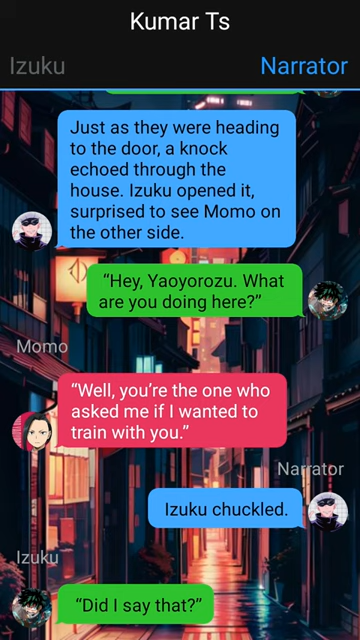 Kumar Ts
Izuku
Narrator
Just as they were heading
to the door, a knock
echoed through the
house. Izuku opened it,
surprised to see Momo on
the other side.
“Hey, Yaoyorozu. What
are you doing here?”
Momo
“Well, you’re the one who
asked me if I wanted to
train with you.”
Narrator
Izuku chuckled.
Izuku
“Did I say that?”